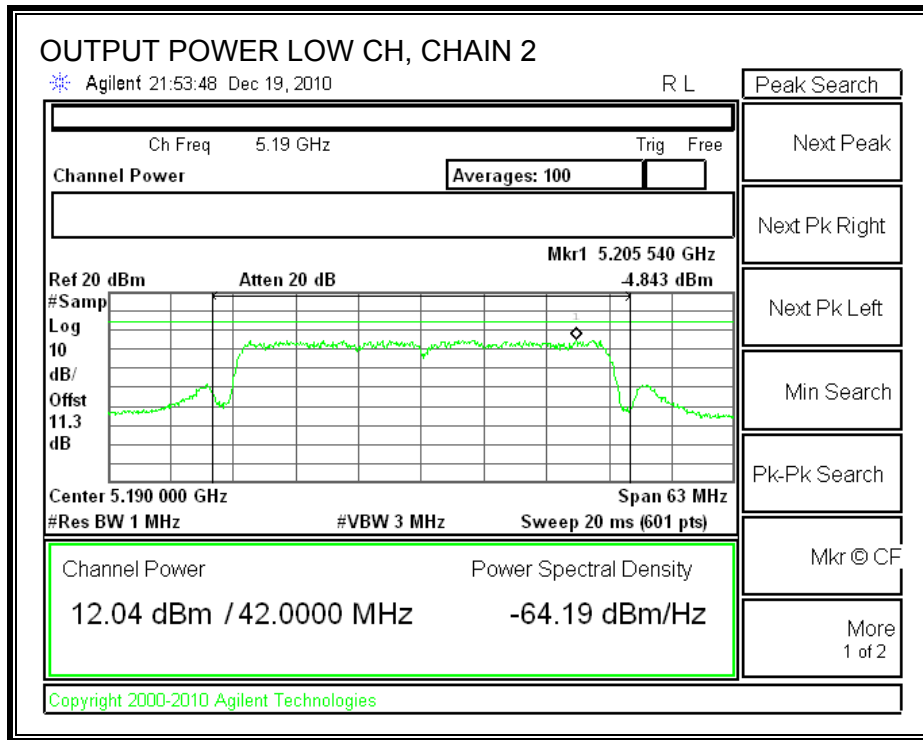 OUTPUT POWER LOW CH, CHAIN 2
Agilent 21:53:48 Dec 19, 2010 R L
Peak Search
Ch Freq 5.19 GHz Trig Free
Channel Power Averages: 100
Mkr1 5.205 540 GHz
Ref 20 dBm Atten 20 dB -4.843 dBm
#Samp
Log
10
dB/
Offst
11.3
dB
1
Center 5.190 000 GHz Span 63 MHz
#Res BW 1 MHz #VBW 3 MHz Sweep 20 ms (601 pts)
Channel Power Power Spectral Density
12.04 dBm / 42.0000 MHz -64.19 dBm/Hz
Copyright 2000-2010 Agilent Technologies
Next Peak
Next Pk Right
Next Pk Left
Min Search
Pk-Pk Search
Mkr © CF
More
1 of 2